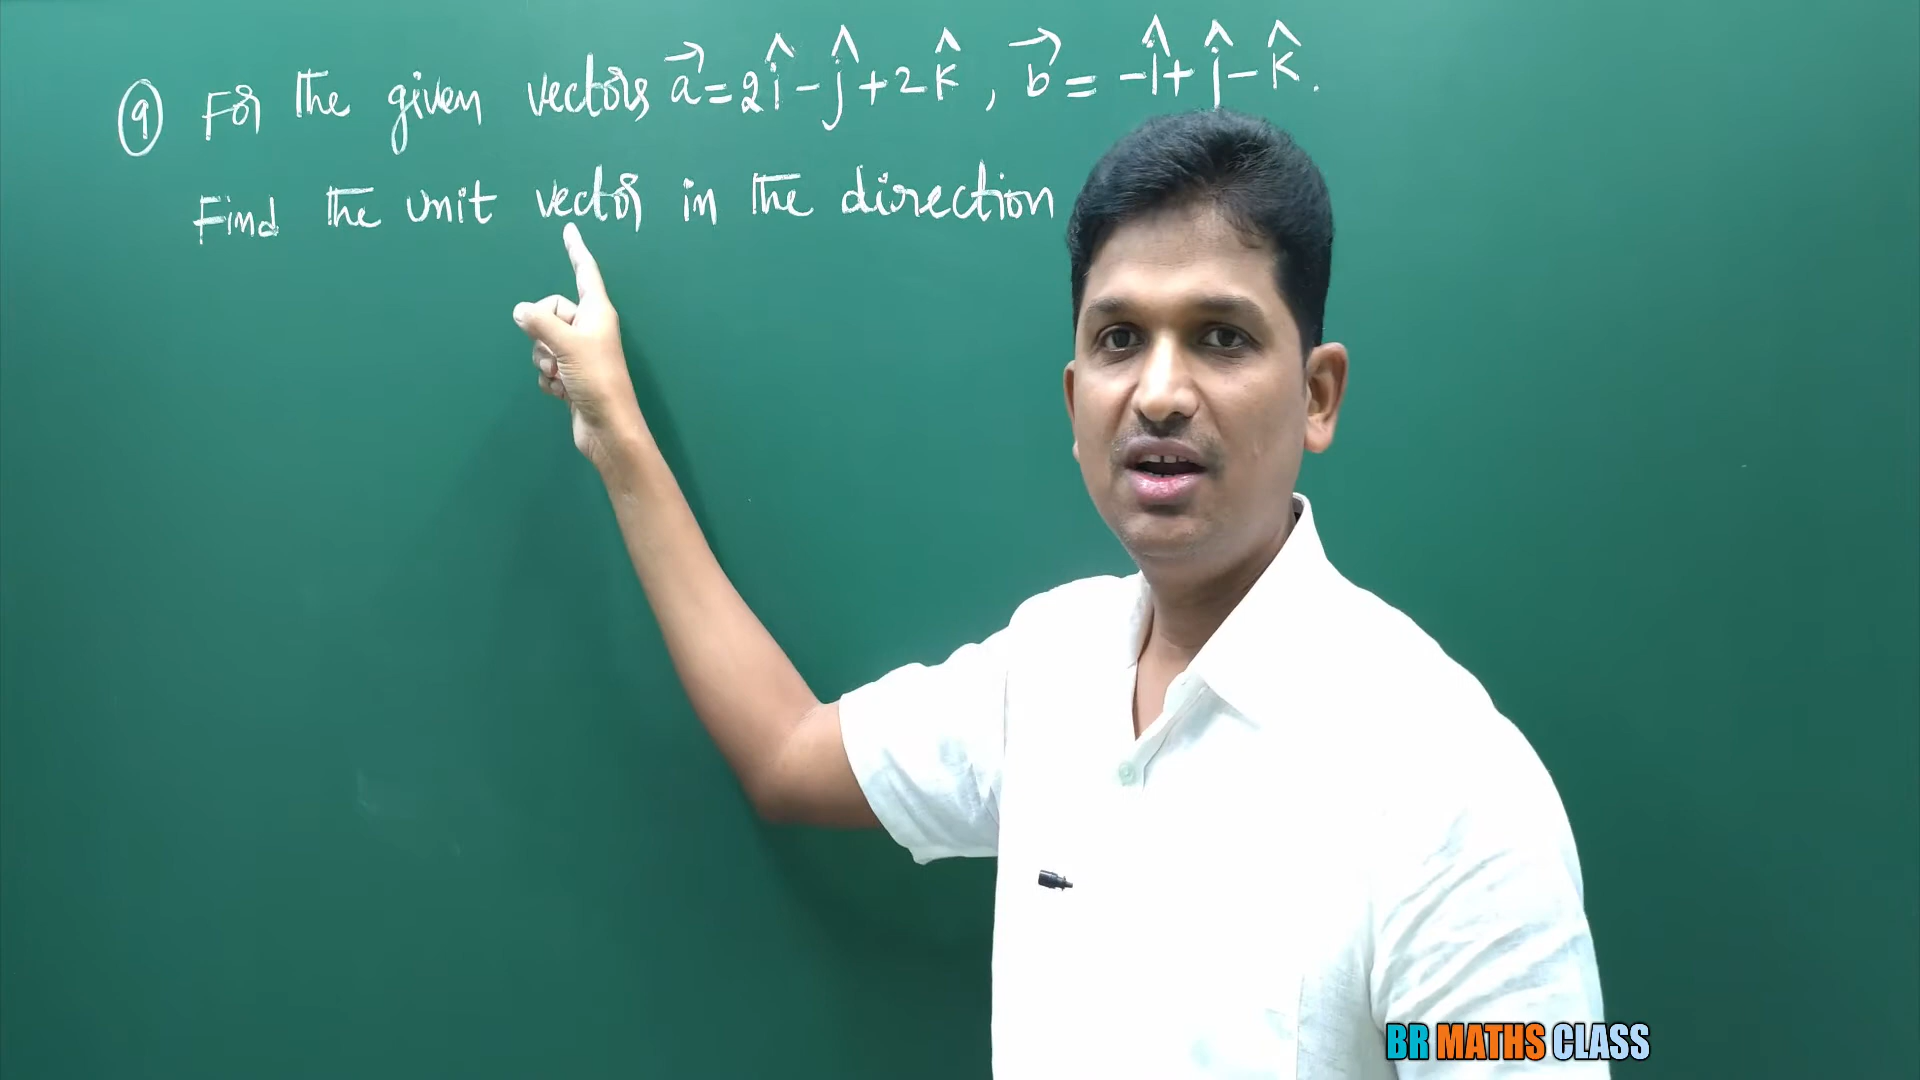 ⑨ For the given vectors a⃗ = 2î - ĵ + 2k̂, b⃗ = -î + ĵ - k̂.
Find the unit vector in the direction
BR MATHS CLASS